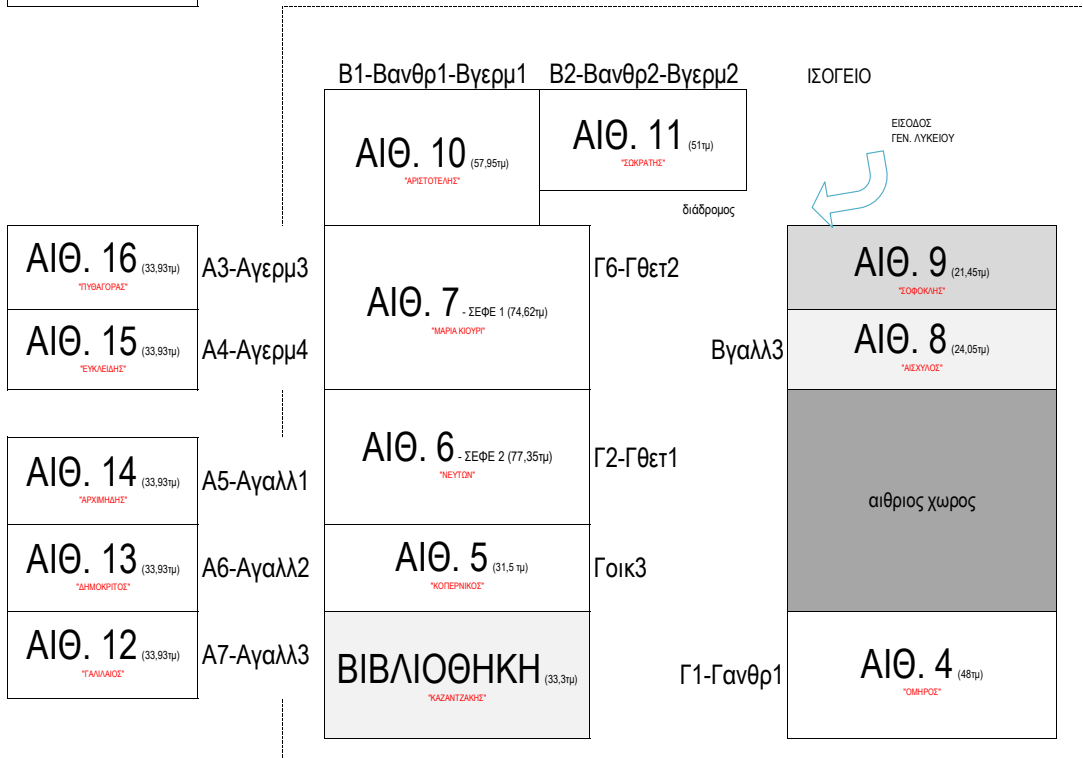 Β1-Βανθρ1-Βγερμ1 Β2-Βανθρ2-Βγερμ2 ΙΣΟΓΕΙΟ
ΕΙΣΟΔΟΣ
ΓΕΝ. ΛΥΚΕΙΟΥ
ΑΙΘ. 10 (57,95τμ)
"ΑΡΙΣΤΟΤΕΛΗΣ"
ΑΙΘ. 11 (51τμ)
"ΣΩΚΡΑΤΗΣ"
διάδρομος
ΑΙΘ. 16 (33,93τμ)
"ΠΥΘΑΓΟΡΑΣ"
Α3-Αγερμ3
ΑΙΘ. 7 - ΣΕΦΕ 1 (74,62τμ)
"ΜΑΡΙΑ ΚΙΟΥΡΙ"
Γ6-Γθετ2
ΑΙΘ. 9 (21,45τμ)
"ΣΟΦΟΚΛΗΣ"
ΑΙΘ. 15 (33,93τμ)
"ΕΥΚΛΕΙΔΗΣ"
Α4-Αγερμ4
Βγαλλ3
ΑΙΘ. 8 (24,05τμ)
"ΑΙΣΧΥΛΟΣ"
ΑΙΘ. 14 (33,93τμ)
"ΑΡΧΙΜΗΔΗΣ"
Α5-Αγαλλ1
ΑΙΘ. 6 - ΣΕΦΕ 2 (77,35τμ)
"ΝΕΥΤΩΝ"
Γ2-Γθετ1
αιθριος χωρος
ΑΙΘ. 13 (33,93τμ)
"ΔΗΜΟΚΡΙΤΟΣ"
Α6-Αγαλλ2
ΑΙΘ. 5 (31,5 τμ)
"ΚΟΠΕΡΝΙΚΟΣ"
Γοικ3
ΑΙΘ. 12 (33,93τμ)
"ΓΑΛΙΛΑΙΟΣ"
Α7-Αγαλλ3
ΒΙΒΛΙΟΘΗΚΗ (33,3τμ)
"ΚΑΖΑΝΤΖΑΚΗΣ"
Γ1-Γανθρ1
ΑΙΘ. 4 (48τμ)
"ΟΜΗΡΟΣ"